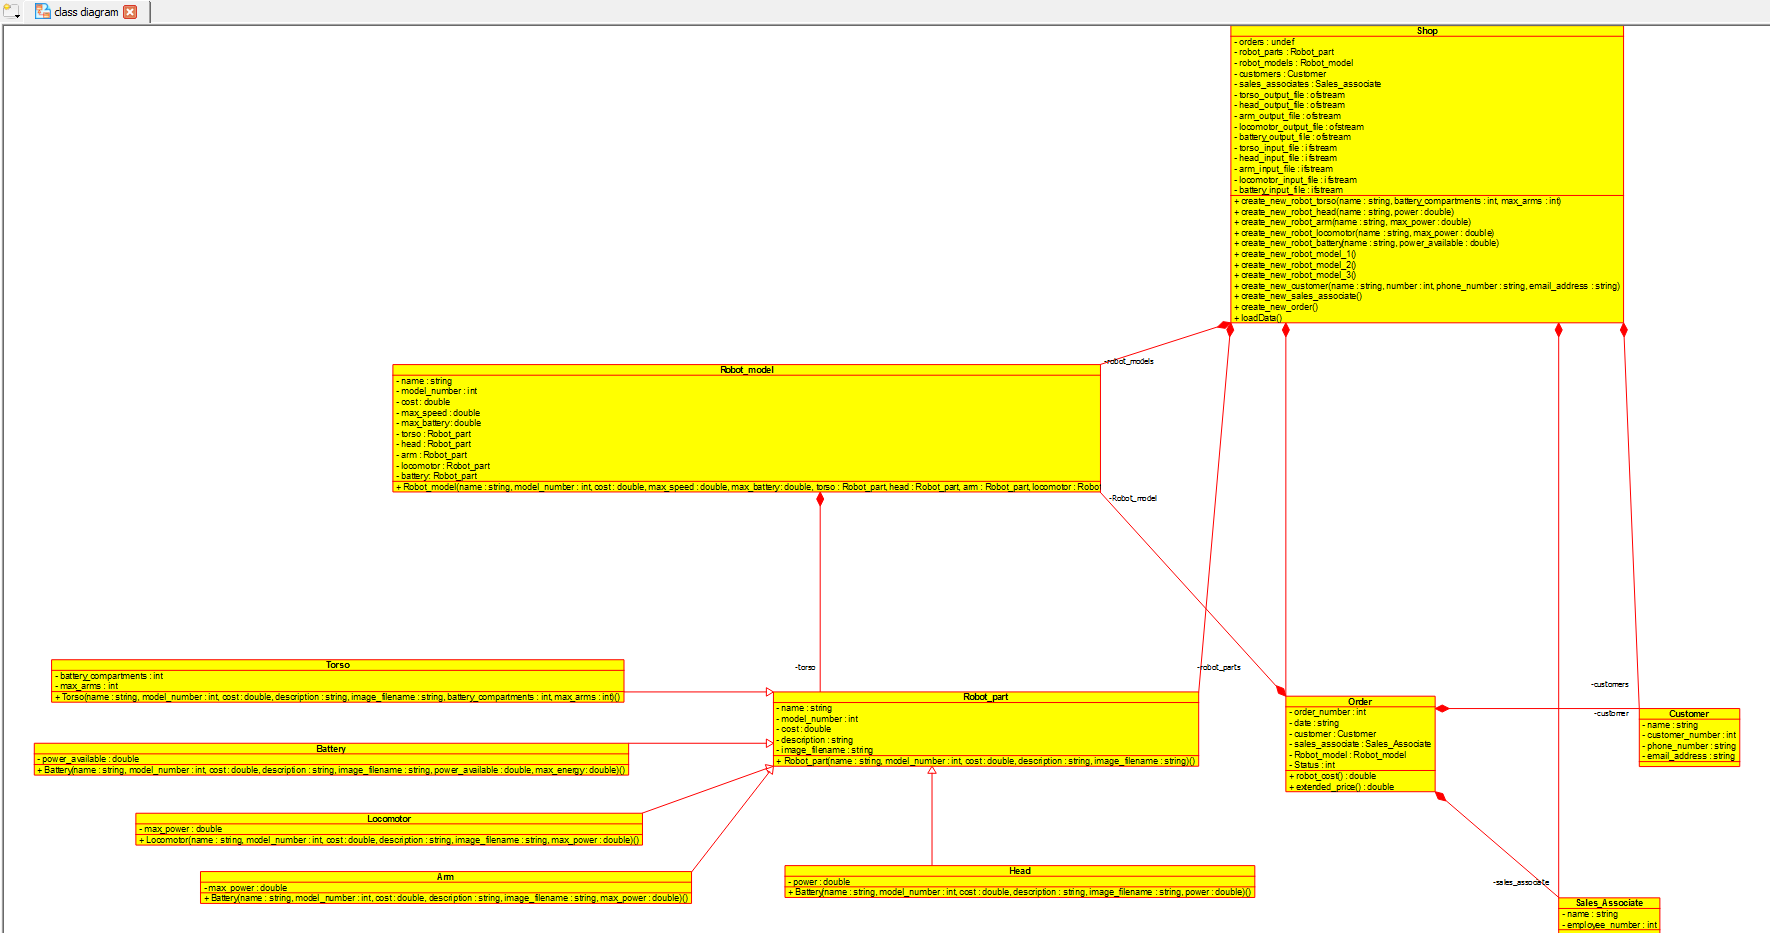 class diagram
Shop
- orders : undef
- robot_parts : Robot_part
- robot_models : Robot_model
- customers : Customer
- sales_associates : Sales_associate
- torso_output_file : ofstream
- head_output_file : ofstream
- arm_output_file : ofstream
- locomotor_output_file : ofstream
- battery_output_file : ofstream
- torso_input_file : ifstream
- head_input_file : ifstream
- arm_input_file : ifstream
- locomotor_input_file : ifstream
- battery_input_file : ifstream
+ create_new_robot_torso(name : string, battery_compartments : int, max_arms : int)
+ create_new_robot_head(name : string, power : double)
+ create_new_robot_arm(name : string, max_power : double)
+ create_new_robot_locomotor(name : string, max_power : double)
+ create_new_robot_battery(name : string, power_available : double)
+ create_new_robot_model_1()
+ create_new_robot_model_2()
+ create_new_robot_model_3()
+ create_new_customer(name : string, number : int, phone_number : string, email_address : string)
+ create_new_sales_associate()
+ create_new_order()
+ loadData()
-robot_models
Robot_model
- name : string
- model_number : int
- cost : double
- max_speed : double
- max_battery : double
- torso : Robot_part
- head : Robot_part
- arm : Robot_part
- locomotor : Robot_part
- battery : Robot_part
+ Robot_model(name : string, model_number : int, cost : double, max_speed : double, max_battery : double, torso : Robot_part, head : Robot_part, arm : Robot_part, locomotor : Robo
-Robot_model
-torso
-robot_parts
-customers
-customer
Torso
- battery_compartments : int
- max_arms : int
+ Torso(name : string, model_number : int, cost : double, description : string, image_filename : string, battery_compartments : int, max_arms : int)()
Robot_part
- name : string
- model_number : int
- cost : double
- description : string
- image_filename : string
+ Robot_part(name : string, model_number : int, cost : double, description : string, image_filename : string)()
Order
- order_number : int
- date : string
- customer : Customer
- sales_associate : Sales_Associate
- Robot_model : Robot_model
- Status : int
+ robot_cost() : double
+ extended_price() : double
Customer
- name : string
- customer_number : int
- phone_number : string
- email_address : string
Battery
- power_available : double
+ Battery(name : string, model_number : int, cost : double, description : string, image_filename : string, power_available : double, max_energy : double)()
Locomotor
- max_power : double
+ Locomotor(name : string, model_number : int, cost : double, description : string, image_filename : string, max_power : double)()
Arm
- max_power : double
+ Battery(name : string, model_number : int, cost : double, description : string, image_filename : string, max_power : double)()
Head
- power : double
+ Battery(name : string, model_number : int, cost : double, description : string, image_filename : string, power : double)()
-sales_associate
Sales_Associate
- name : string
- employee_number : int